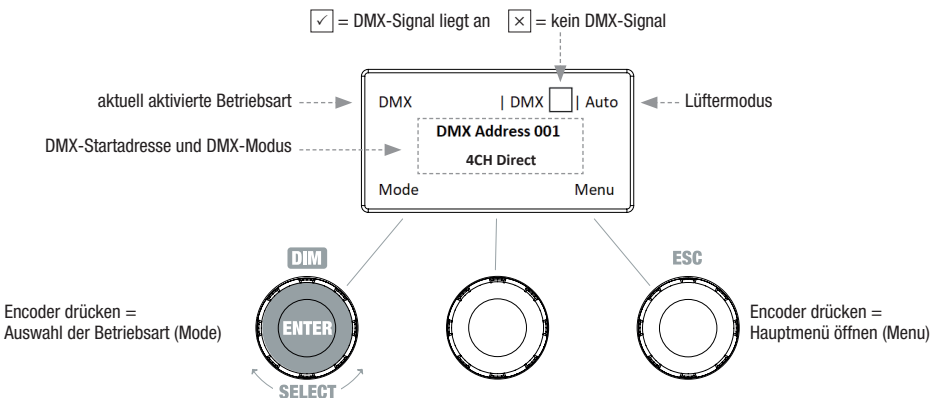 ✓ = DMX-Signal liegt an   × = kein DMX-Signal
aktuell aktivierte Betriebsart
DMX | DMX | Auto
Lüftermodus
DMX-Startadresse und DMX-Modus
DMX Address 001
4CH Direct
Mode Menu
DIM
ESC
Encoder drücken =
Auswahl der Betriebsart (Mode)
ENTER
SELECT
Encoder drücken =
Hauptmenü öffnen (Menu)